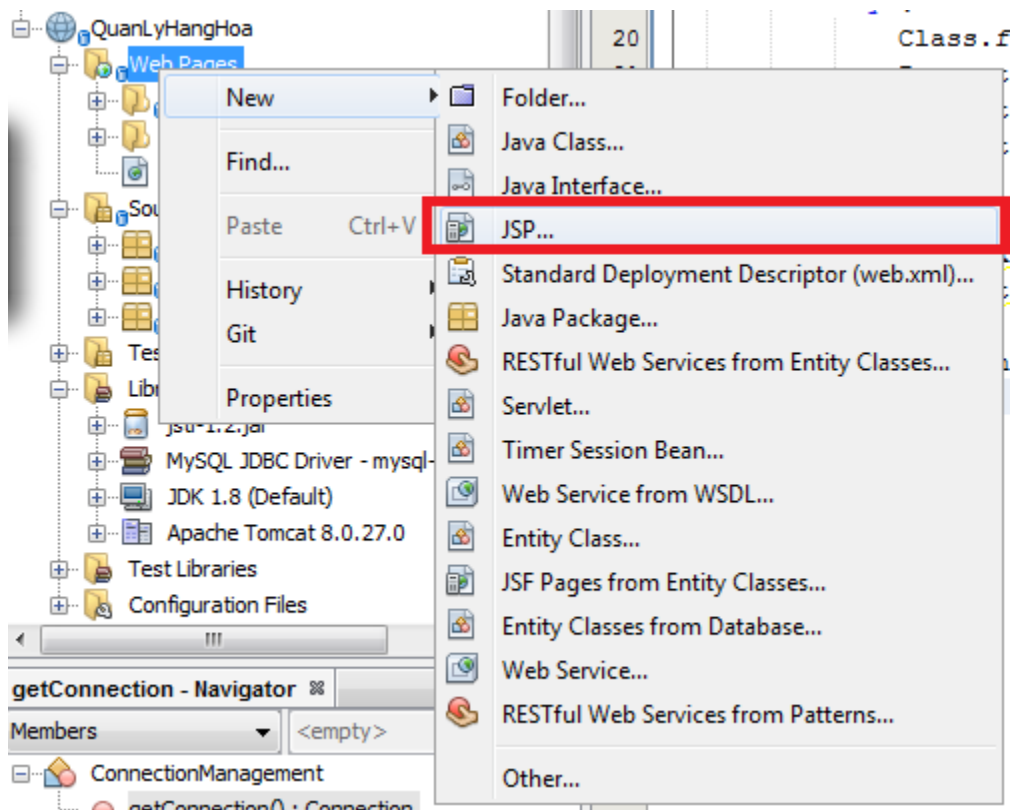 QuanLyHangHoa
Web Pages
New
Find...
Paste Ctrl+V
History
Git
Properties
Folder...
Java Class...
Java Interface...
JSP...
Standard Deployment Descriptor (web.xml)...
Java Package...
RESTful Web Services from Entity Classes...
Servlet...
Timer Session Bean...
Web Service from WSDL...
Entity Class...
JSF Pages from Entity Classes...
Entity Classes from Database...
Web Service...
RESTful Web Services from Patterns...
Other...
20 Class.f
Sou
Tes
Libr
jstl-1.2.jar
MySQL JDBC Driver - mysql-
JDK 1.8 (Default)
Apache Tomcat 8.0.27.0
Test Libraries
Configuration Files
getConnection - Navigator
Members
<empty>
ConnectionManagement
getConnection() : Connection